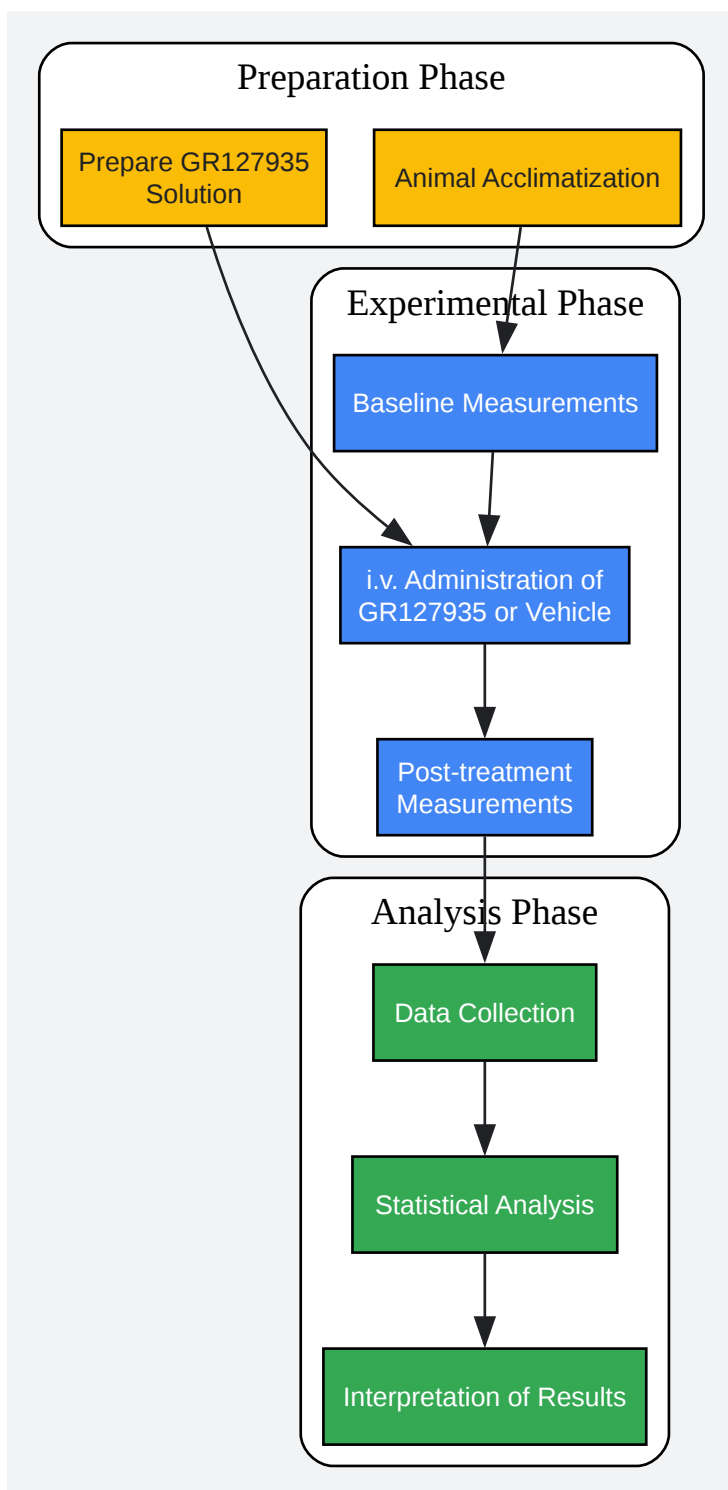 Preparation Phase
Prepare GR127935
Solution
Animal Acclimatization
Experimental Phase
Baseline Measurements
i.v. Administration of
GR127935 or Vehicle
Post-treatment
Measurements
Analysis Phase
Data Collection
Statistical Analysis
Interpretation of Results